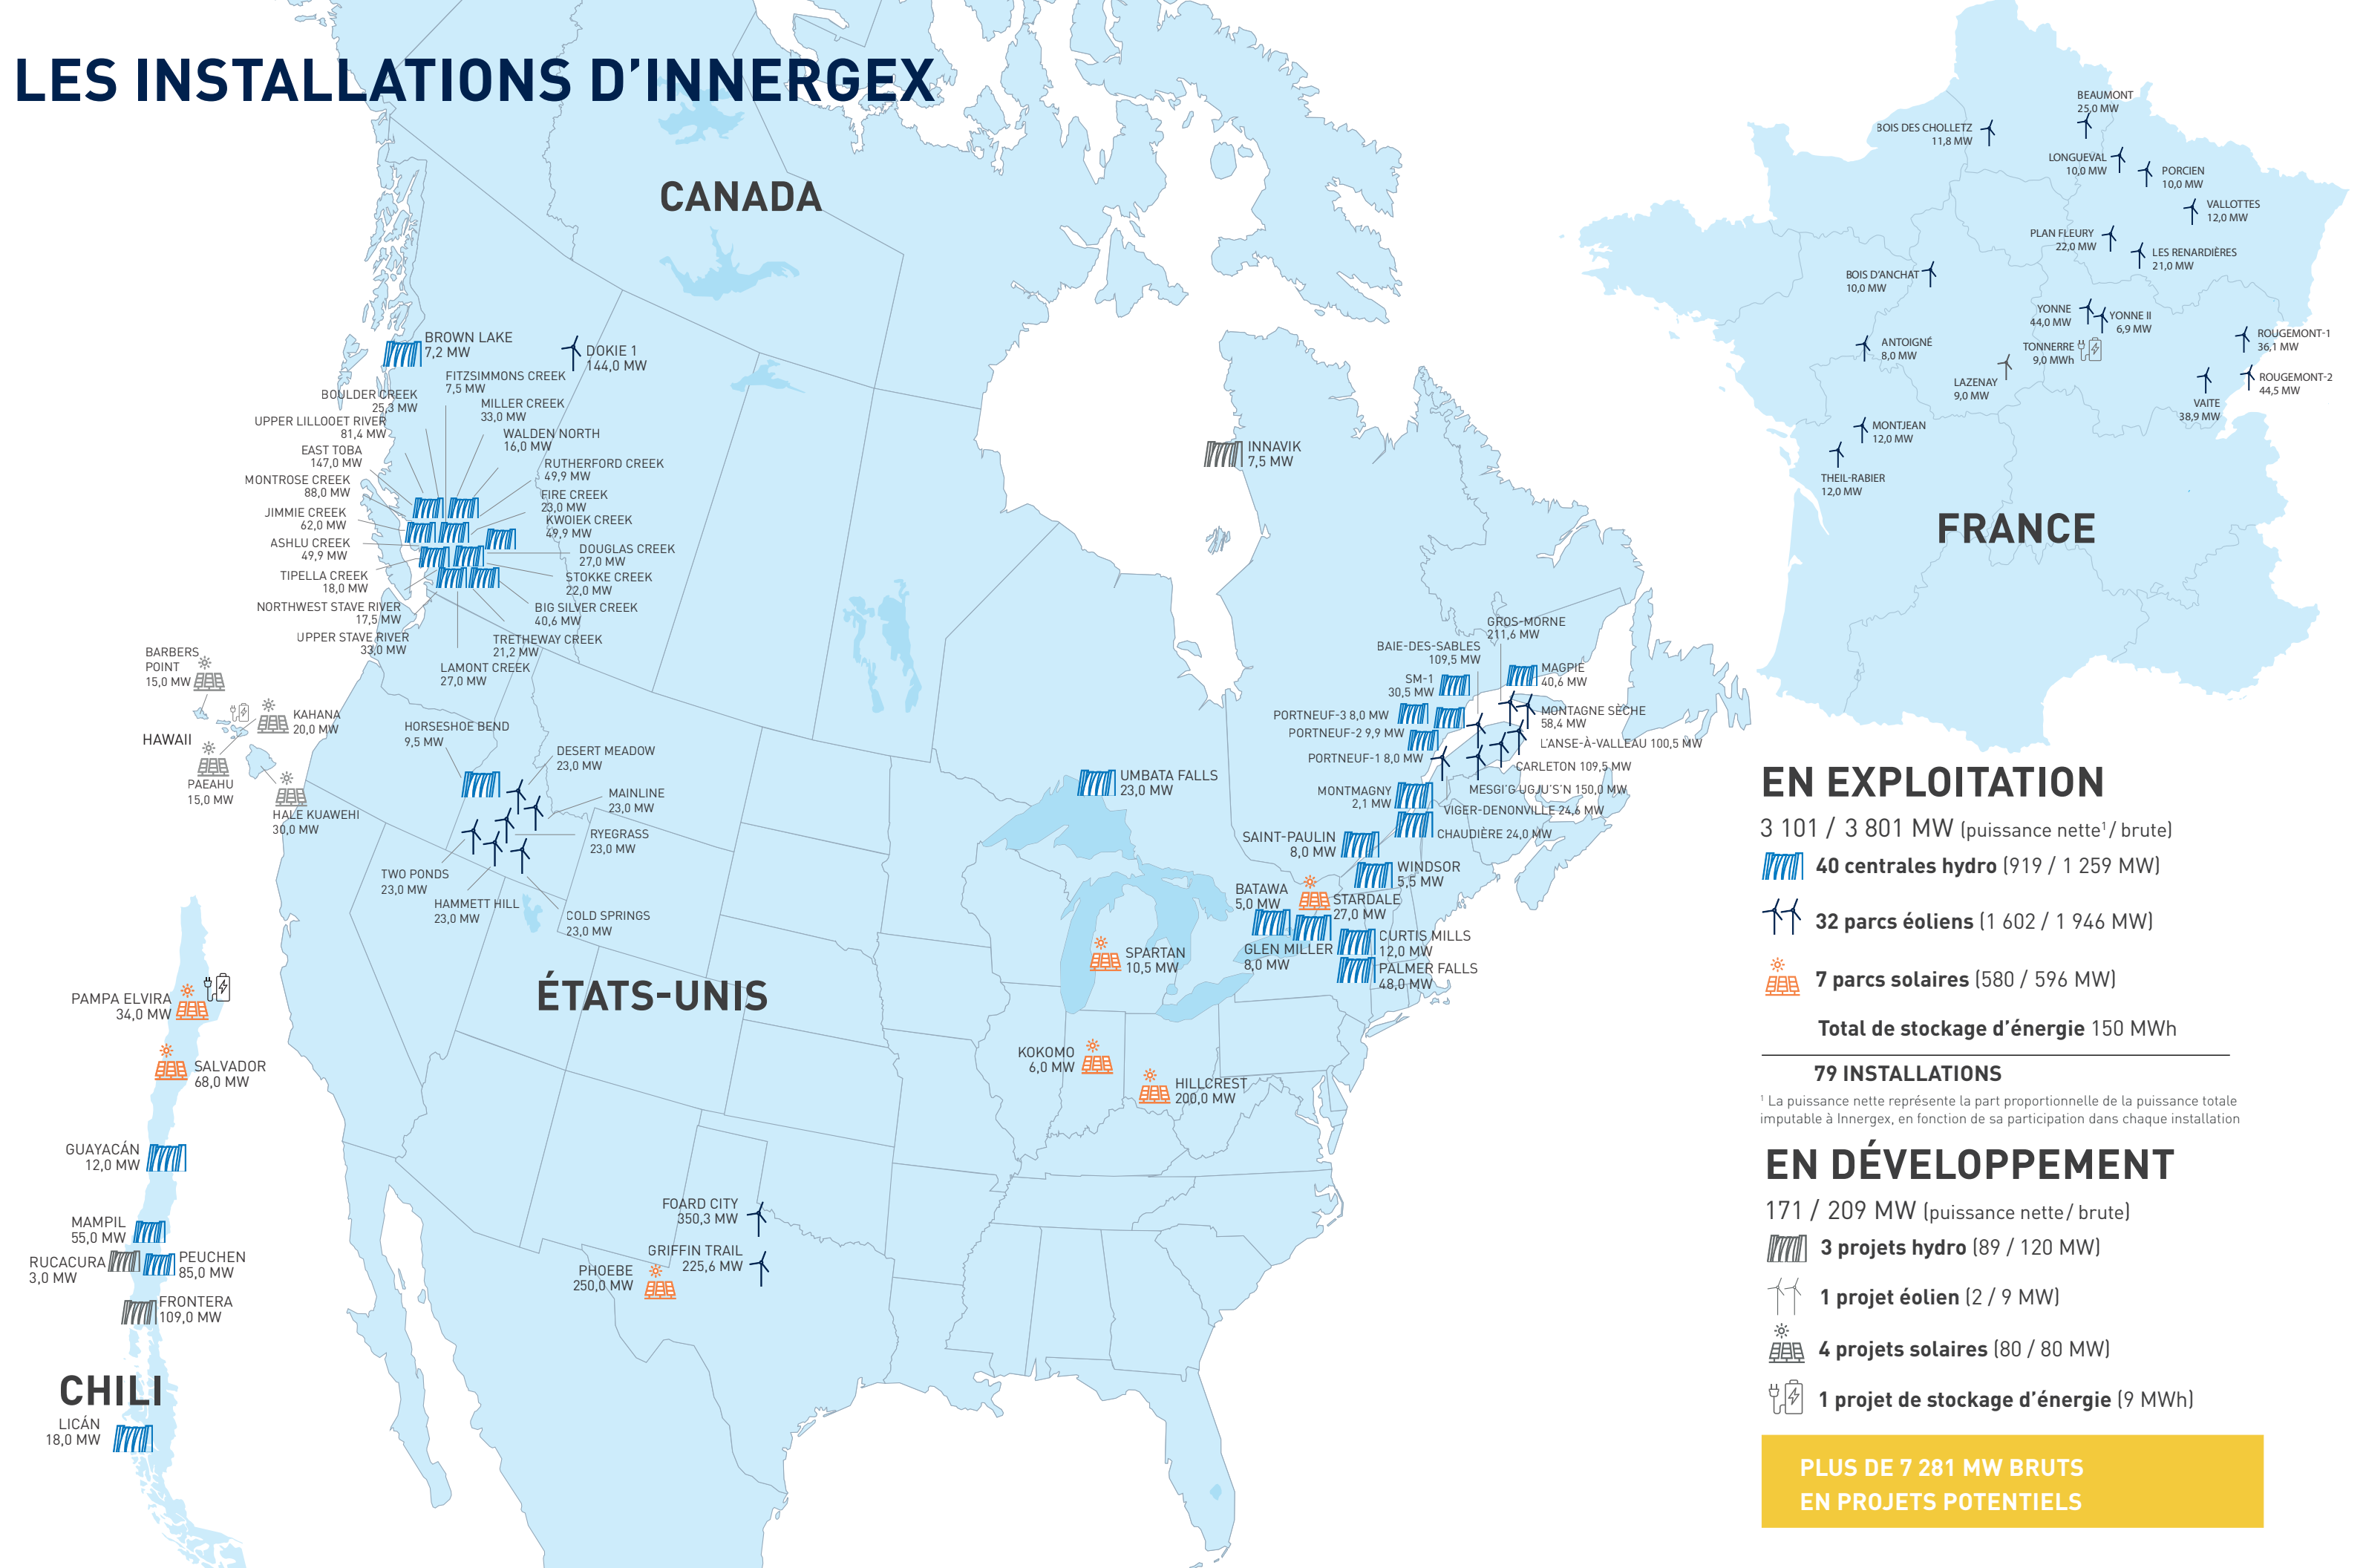 LES INSTALLATIONS D’INNERGEX
CANADA
BROWN LAKE
7,2 MW
DOKIE 1
144,0 MW
FITZSIMMONS CREEK
7,5 MW
BOULDER CREEK
25,3 MW
MILLER CREEK
33,0 MW
UPPER LILLOOET RIVER
81,4 MW
WALDEN NORTH
16,0 MW
EAST TOBA
147,0 MW
RUTHERFORD CREEK
49,9 MW
MONTROSE CREEK
88,0 MW
FIRE CREEK
23,0 MW
JIMMIE CREEK
62,0 MW
KWOIEK CREEK
49,9 MW
ASHLU CREEK
49,9 MW
DOUGLAS CREEK
27,0 MW
TIPELLA CREEK
18,0 MW
STOKKE CREEK
22,0 MW
NORTHWEST STAVE RIVER
17,5 MW
BIG SILVER CREEK
40,6 MW
UPPER STAVE RIVER
33,0 MW
TRETHEWAY CREEK
21,2 MW
LAMONT CREEK
27,0 MW
BARBERS
POINT
15,0 MW
KAHANA
20,0 MW
HAWAII
PAEAHU
15,0 MW
HALE KUAWEHI
30,0 MW
HORSESHOE BEND
9,5 MW
DESERT MEADOW
23,0 MW
MAINLINE
23,0 MW
RYEGRASS
23,0 MW
TWO PONDS
23,0 MW
HAMMETT HILL
23,0 MW
COLD SPRINGS
23,0 MW
ÉTATS-UNIS
INNAVIK
7,5 MW
GROS-MORNE
211,6 MW
BAIE-DES-SABLES
109,5 MW
MAGPIE
40,6 MW
SM-1
30,5 MW
PORTNEUF-3 8,0 MW
MONTAGNE SÈCHE
58,4 MW
PORTNEUF-2 9,9 MW
L’ANSE-À-VALLEAU 100,5 MW
PORTNEUF-1 8,0 MW
CARLETON 109,5 MW
UMBATA FALLS
23,0 MW
MONTMAGNY
2,1 MW
MESGI’G UGJU’S’N 150,0 MW
VIGER-DENONVILLE 24,6 MW
SAINT-PAULIN
8,0 MW
CHAUDIÈRE 24,0 MW
WINDSOR
5,5 MW
BATAWA
5,0 MW
STARDALE
27,0 MW
GLEN MILLER
8,0 MW
CURTIS MILLS
12,0 MW
PALMER FALLS
48,0 MW
SPARTAN
10,5 MW
KOKOMO
6,0 MW
HILLCREST
200,0 MW
FOARD CITY
350,3 MW
GRIFFIN TRAIL
225,6 MW
PHOEBE
250,0 MW
PAMPA ELVIRA
34,0 MW
SALVADOR
68,0 MW
GUAYACÁN
12,0 MW
MAMPIL
55,0 MW
RUCACURA
3,0 MW
PEUCHEN
85,0 MW
FRONTERA
109,0 MW
CHILI
LICÁN
18,0 MW
BEAUMONT
25,0 MW
BOIS DES CHOLLETZ
11,8 MW
LONGUEVAL
10,0 MW
PORCIEN
10,0 MW
VALLOTTES
12,0 MW
PLAN FLEURY
22,0 MW
LES RENARDIÈRES
21,0 MW
BOIS D’ANCHAT
10,0 MW
YONNE
44,0 MW
YONNE II
6,9 MW
ROUGEMONT-1
36,1 MW
ANTOIGNÉ
8,0 MW
TONNERRE
9,0 MWh
LAZENAY
9,0 MW
ROUGEMONT-2
44,5 MW
VAITE
38,9 MW
MONTJEAN
12,0 MW
THEIL-RABIER
12,0 MW
FRANCE
EN EXPLOITATION
3 101 / 3 801 MW (puissance nette¹ / brute)
40 centrales hydro (919 / 1 259 MW)
32 parcs éoliens (1 602 / 1 946 MW)
7 parcs solaires (580 / 596 MW)
Total de stockage d’énergie 150 MWh
79 INSTALLATIONS
¹ La puissance nette représente la part proportionnelle de la puissance totale
imputable à Innergex, en fonction de sa participation dans chaque installation
EN DÉVELOPPEMENT
171 / 209 MW (puissance nette / brute)
3 projets hydro (89 / 120 MW)
1 projet éolien (2 / 9 MW)
4 projets solaires (80 / 80 MW)
1 projet de stockage d’énergie (9 MWh)
PLUS DE 7 281 MW BRUTS
EN PROJETS POTENTIELS